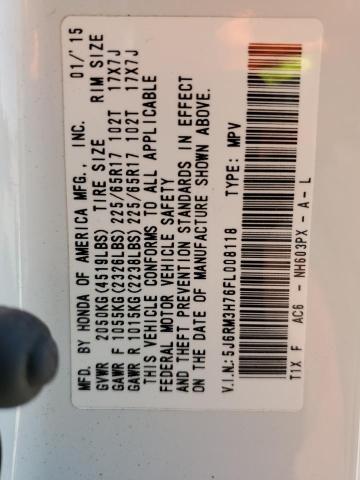 MFD. BY HONDA OF AMERICA MFG., INC. 01/'15
GVWR 2050KG(4519LBS) TIRE SIZE RIM SIZE
GAWR F 1055KG(2326LBS) 225/65R17 102T 17X7J
GAWR R 1015KG(2238LBS) 225/65R17 102T 17X7J
THIS VEHICLE CONFORMS TO ALL APPLICABLE
FEDERAL MOTOR VEHICLE SAFETY
AND THEFT PREVENTION STANDARDS IN EFFECT
ON THE DATE OF MANUFACTURE SHOWN ABOVE.
V.I.N.:5J6RM3H76FL008118 TYPE: MPV
T1X F AC6 - NH603PX - A - L